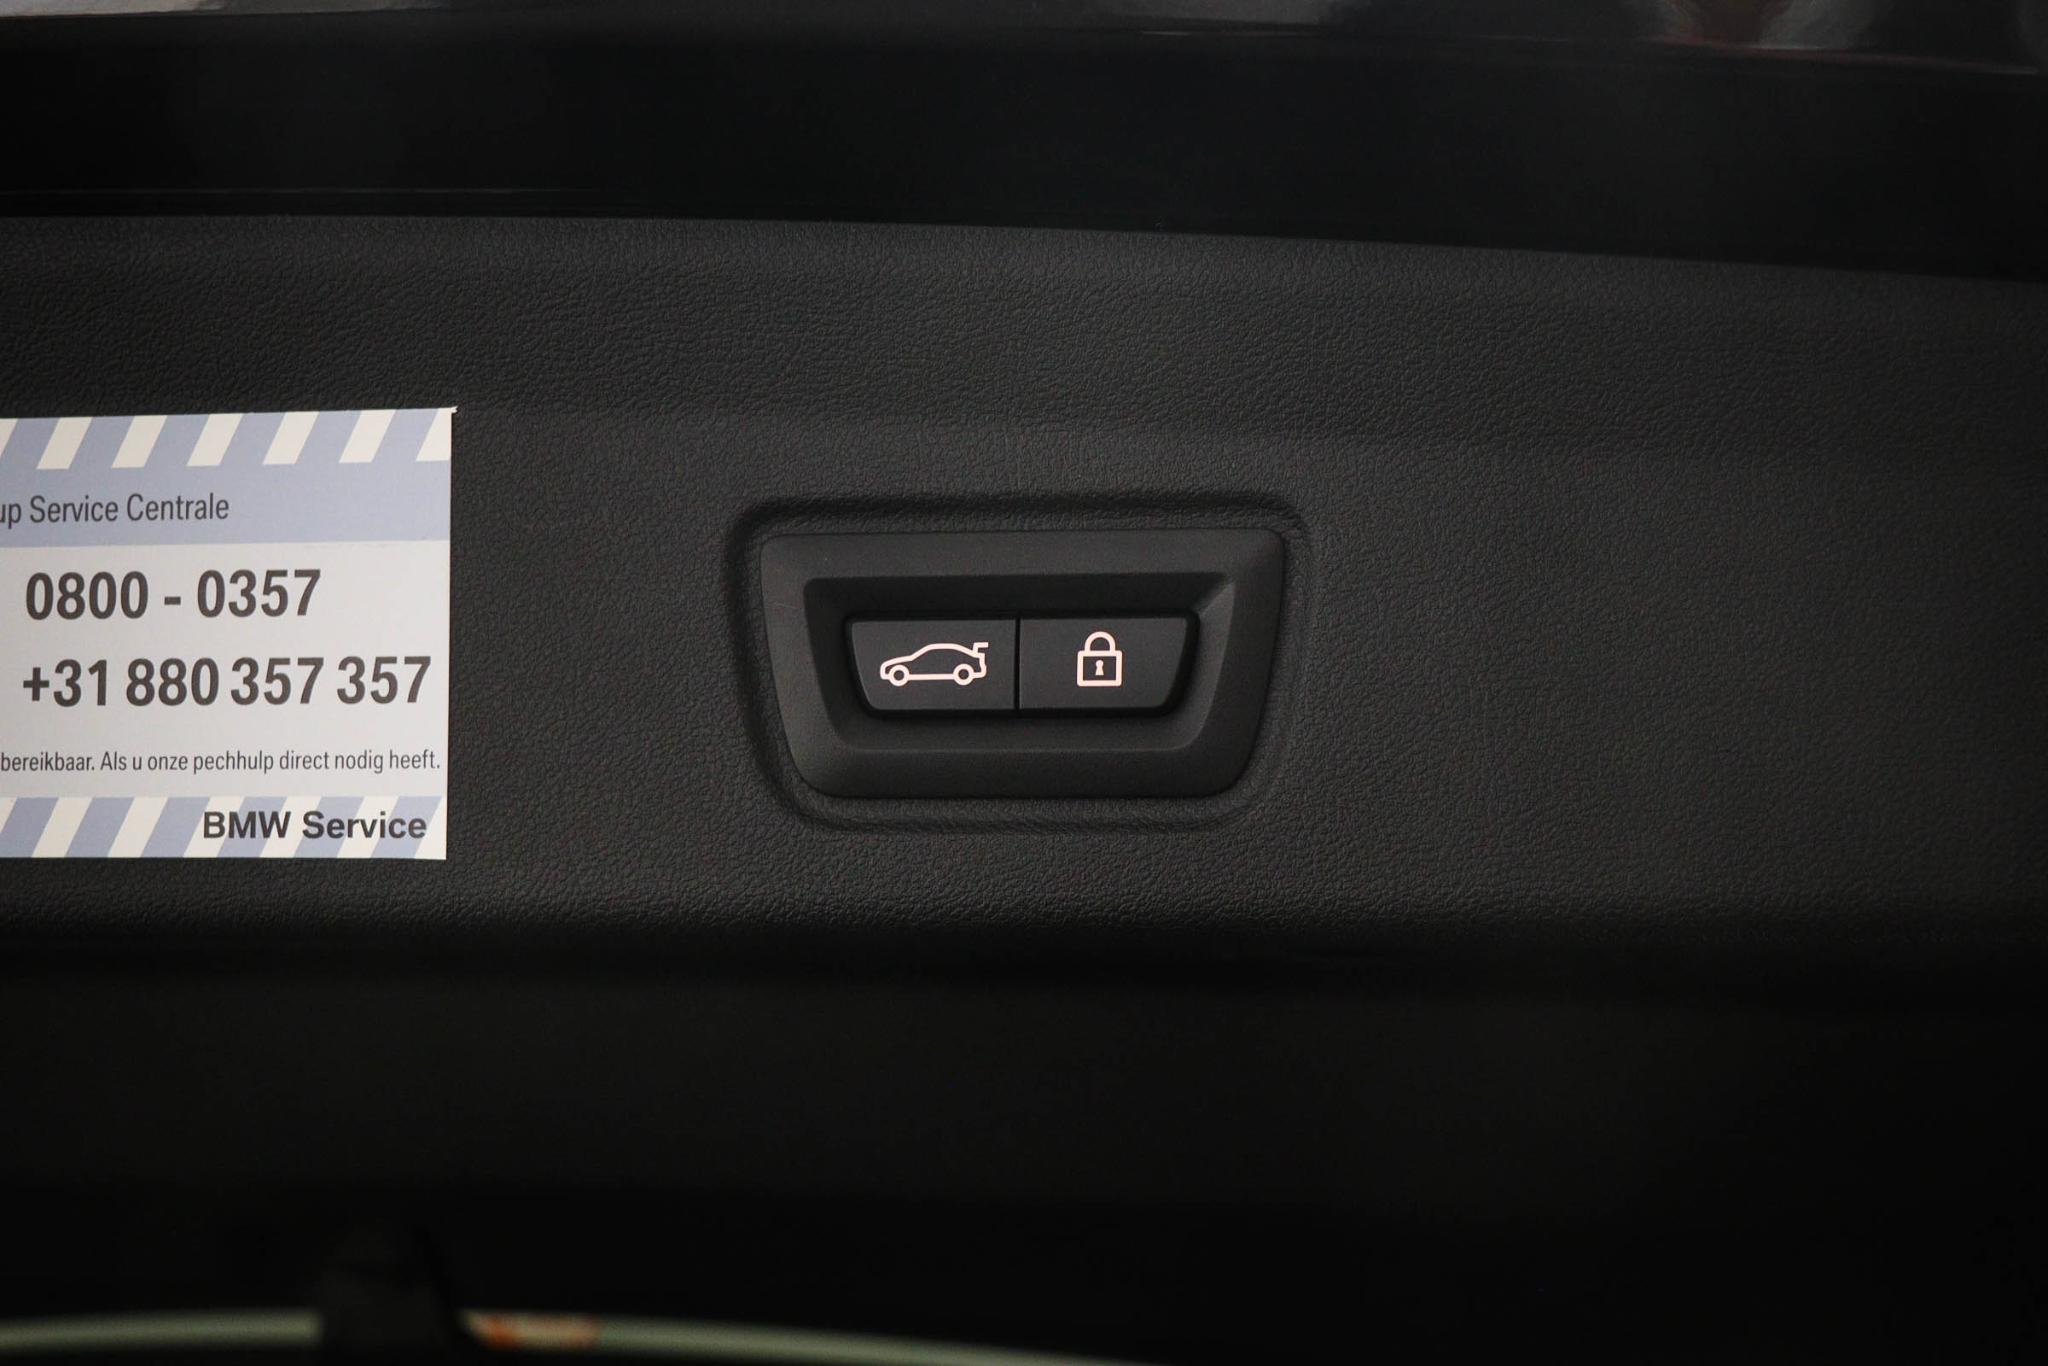 up Service Centrale
0800 - 0357
+31 880 357 357
bereikbaar. Als u onze pechhulp direct nodig heeft.
BMW Service